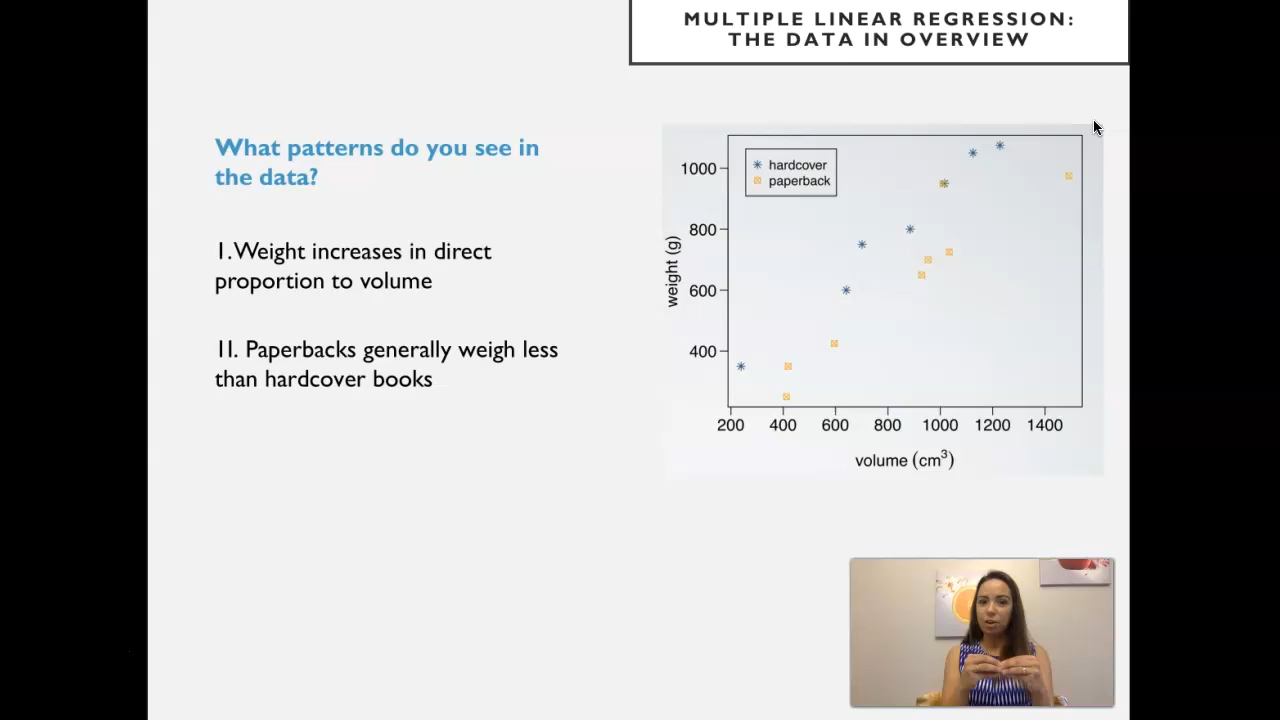 MULTIPLE LINEAR REGRESSION:
THE DATA IN OVERVIEW
What patterns do you see in
the data?
I. Weight increases in direct
proportion to volume
II. Paperbacks generally weigh less
than hardcover books
hardcover
paperback
1000
800
600
400
weight (g)
200 400 600 800 1000 1200 1400
volume (cm³)